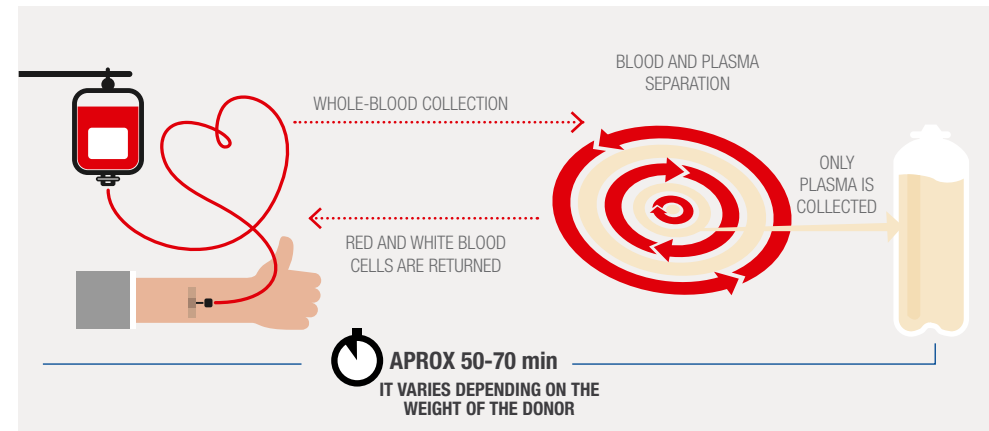 WHOLE-BLOOD COLLECTION
BLOOD AND PLASMA
SEPARATION
ONLY
PLASMA IS
COLLECTED
RED AND WHITE BLOOD
CELLS ARE RETURNED
APROX 50-70 min
IT VARIES DEPENDING ON THE
WEIGHT OF THE DONOR